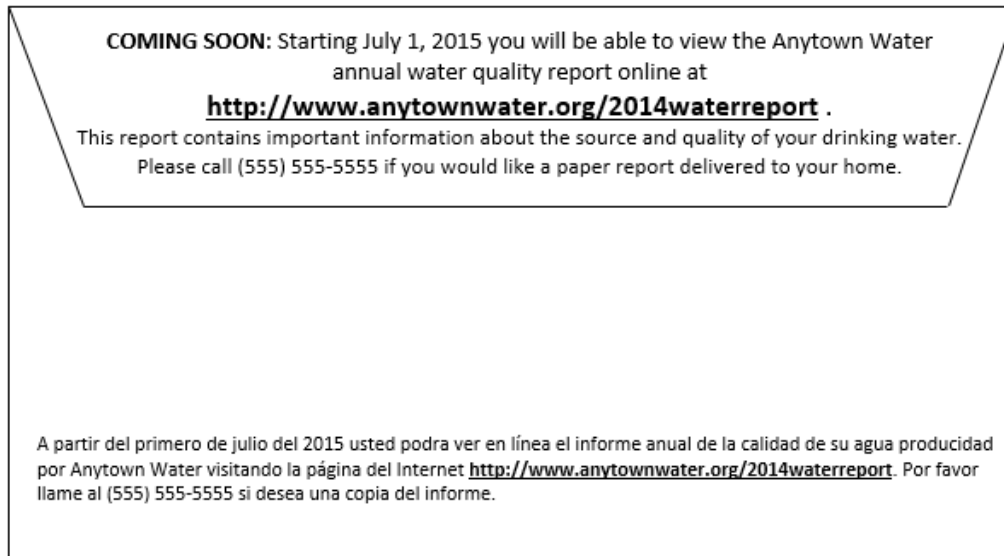 COMING SOON: Starting July 1, 2015 you will be able to view the Anytown Water
annual water quality report online at
http://www.anytownwater.org/2014waterreport .
This report contains important information about the source and quality of your drinking water.
Please call (555) 555-5555 if you would like a paper report delivered to your home.
A partir del primero de julio del 2015 usted podra ver en línea el informe anual de la calidad de su agua producidad
por Anytown Water visitando la página del Internet http://www.anytownwater.org/2014waterreport. Por favor
llame al (555) 555-5555 si desea una copia del informe.